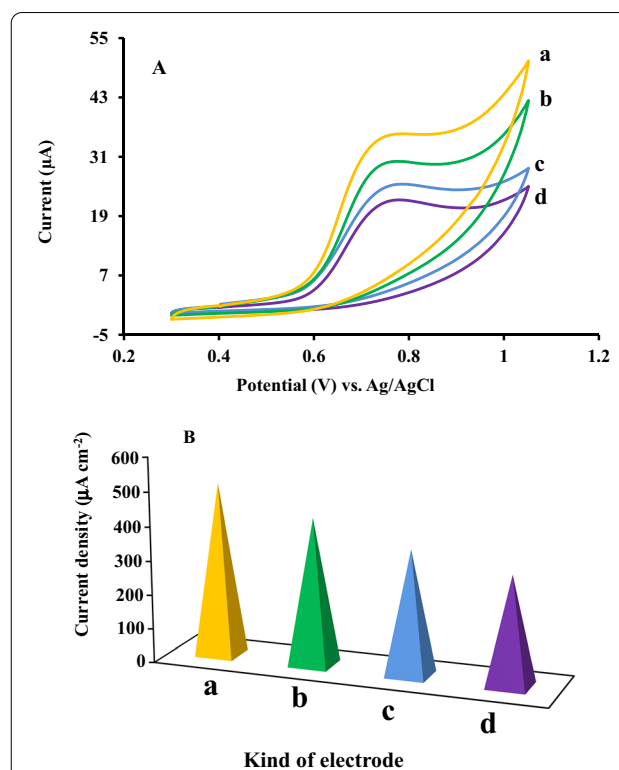 A
55
43
31
19
7
-5
Current (µA)
a
b
c
d
0.2 0.4 0.6 0.8 1 1.2
Potential (V) vs. Ag/AgCl
B
600
500
400
300
200
100
0
Current density (µA cm-2)
a b c d
Kind of electrode